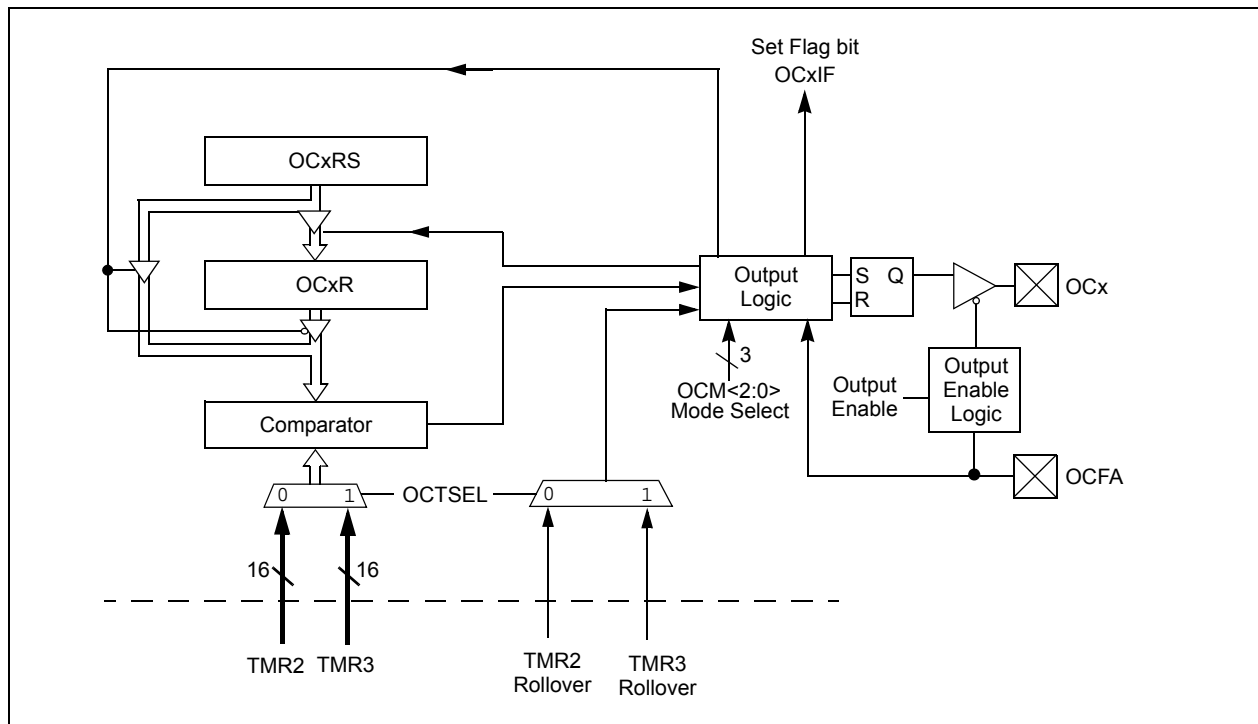 Set Flag bit
OCxIF
OCxRS
OCxR
Output
Logic
S Q
R
OCx
3
OCM<2:0>
Mode Select
Output
Enable
Output
Enable
Logic
Comparator
OCFA
0 1
OCTSEL
0 1
16
16
TMR2
TMR3
TMR2
Rollover
TMR3
Rollover